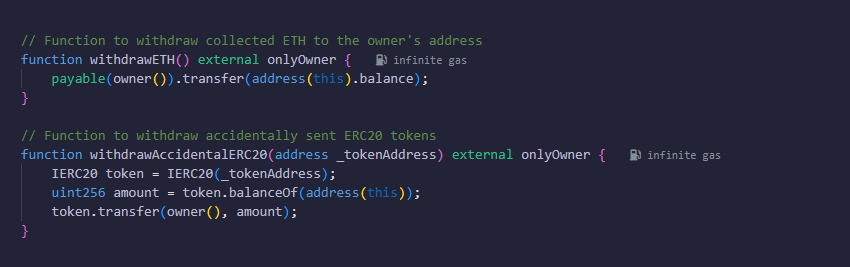 // Function to withdraw collected ETH to the owner's address
function withdrawETH() external onlyOwner { infinite gas
payable(owner()).transfer(address(this).balance);
}
// Function to withdraw accidentally sent ERC20 tokens
function withdrawAccidentalERC20(address _tokenAddress) external onlyOwner { infinite gas
IERC20 token = IERC20(_tokenAddress);
uint256 amount = token.balanceOf(address(this));
token.transfer(owner(), amount);
}